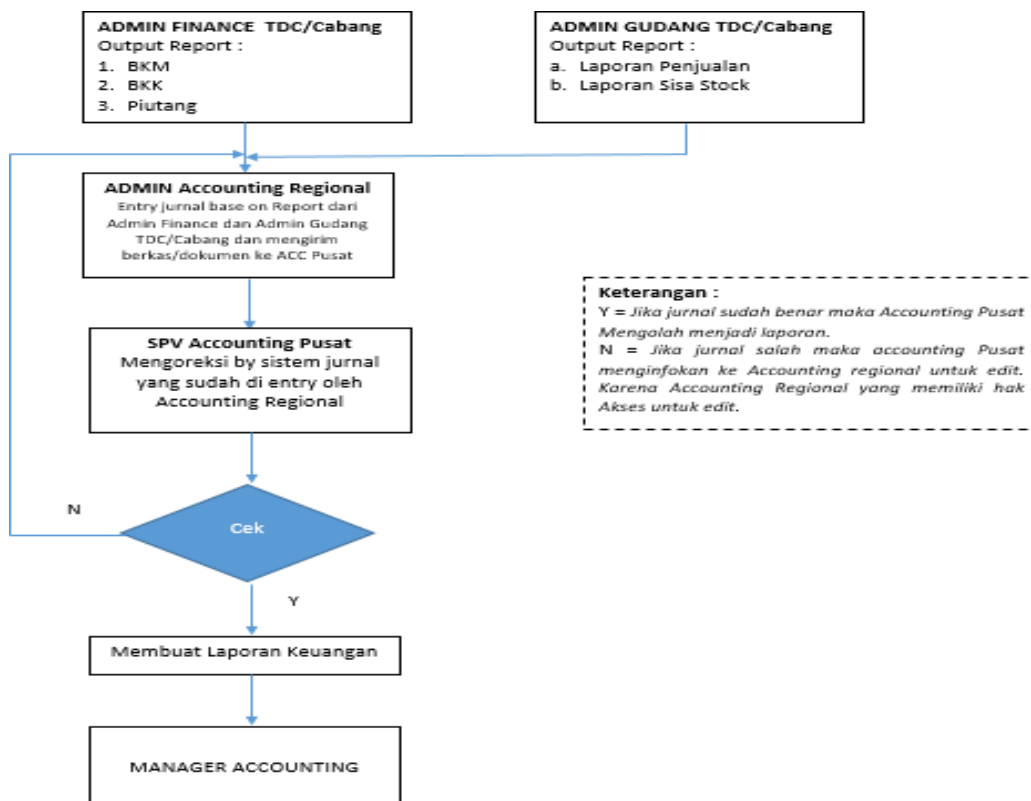 ADMIN FINANCE TDC/Cabang
Output Report :
1. BKM
2. BKK
3. Piutang
ADMIN GUDANG TDC/Cabang
Output Report :
a. Laporan Penjualan
b. Laporan Sisa Stock
ADMIN Accounting Regional
Entry jurnal base on Report dari
Admin Finance dan Admin Gudang
TDC/Cabang dan mengirim
berkas/dokumen ke ACC Pusat
Keterangan :
Y = Jika jurnal sudah benar maka Accounting Pusat
Mengolah menjadi laporan.
N = Jika jurnal salah maka accounting Pusat
menginfokan ke Accounting regional untuk edit.
Karena Accounting Regional yang memiliki hak
Akses untuk edit.
SPV Accounting Pusat
Mengoreksi by sistem jurnal
yang sudah di entry oleh
Accounting Regional
N
Cek
Y
Membuat Laporan Keuangan
MANAGER ACCOUNTING